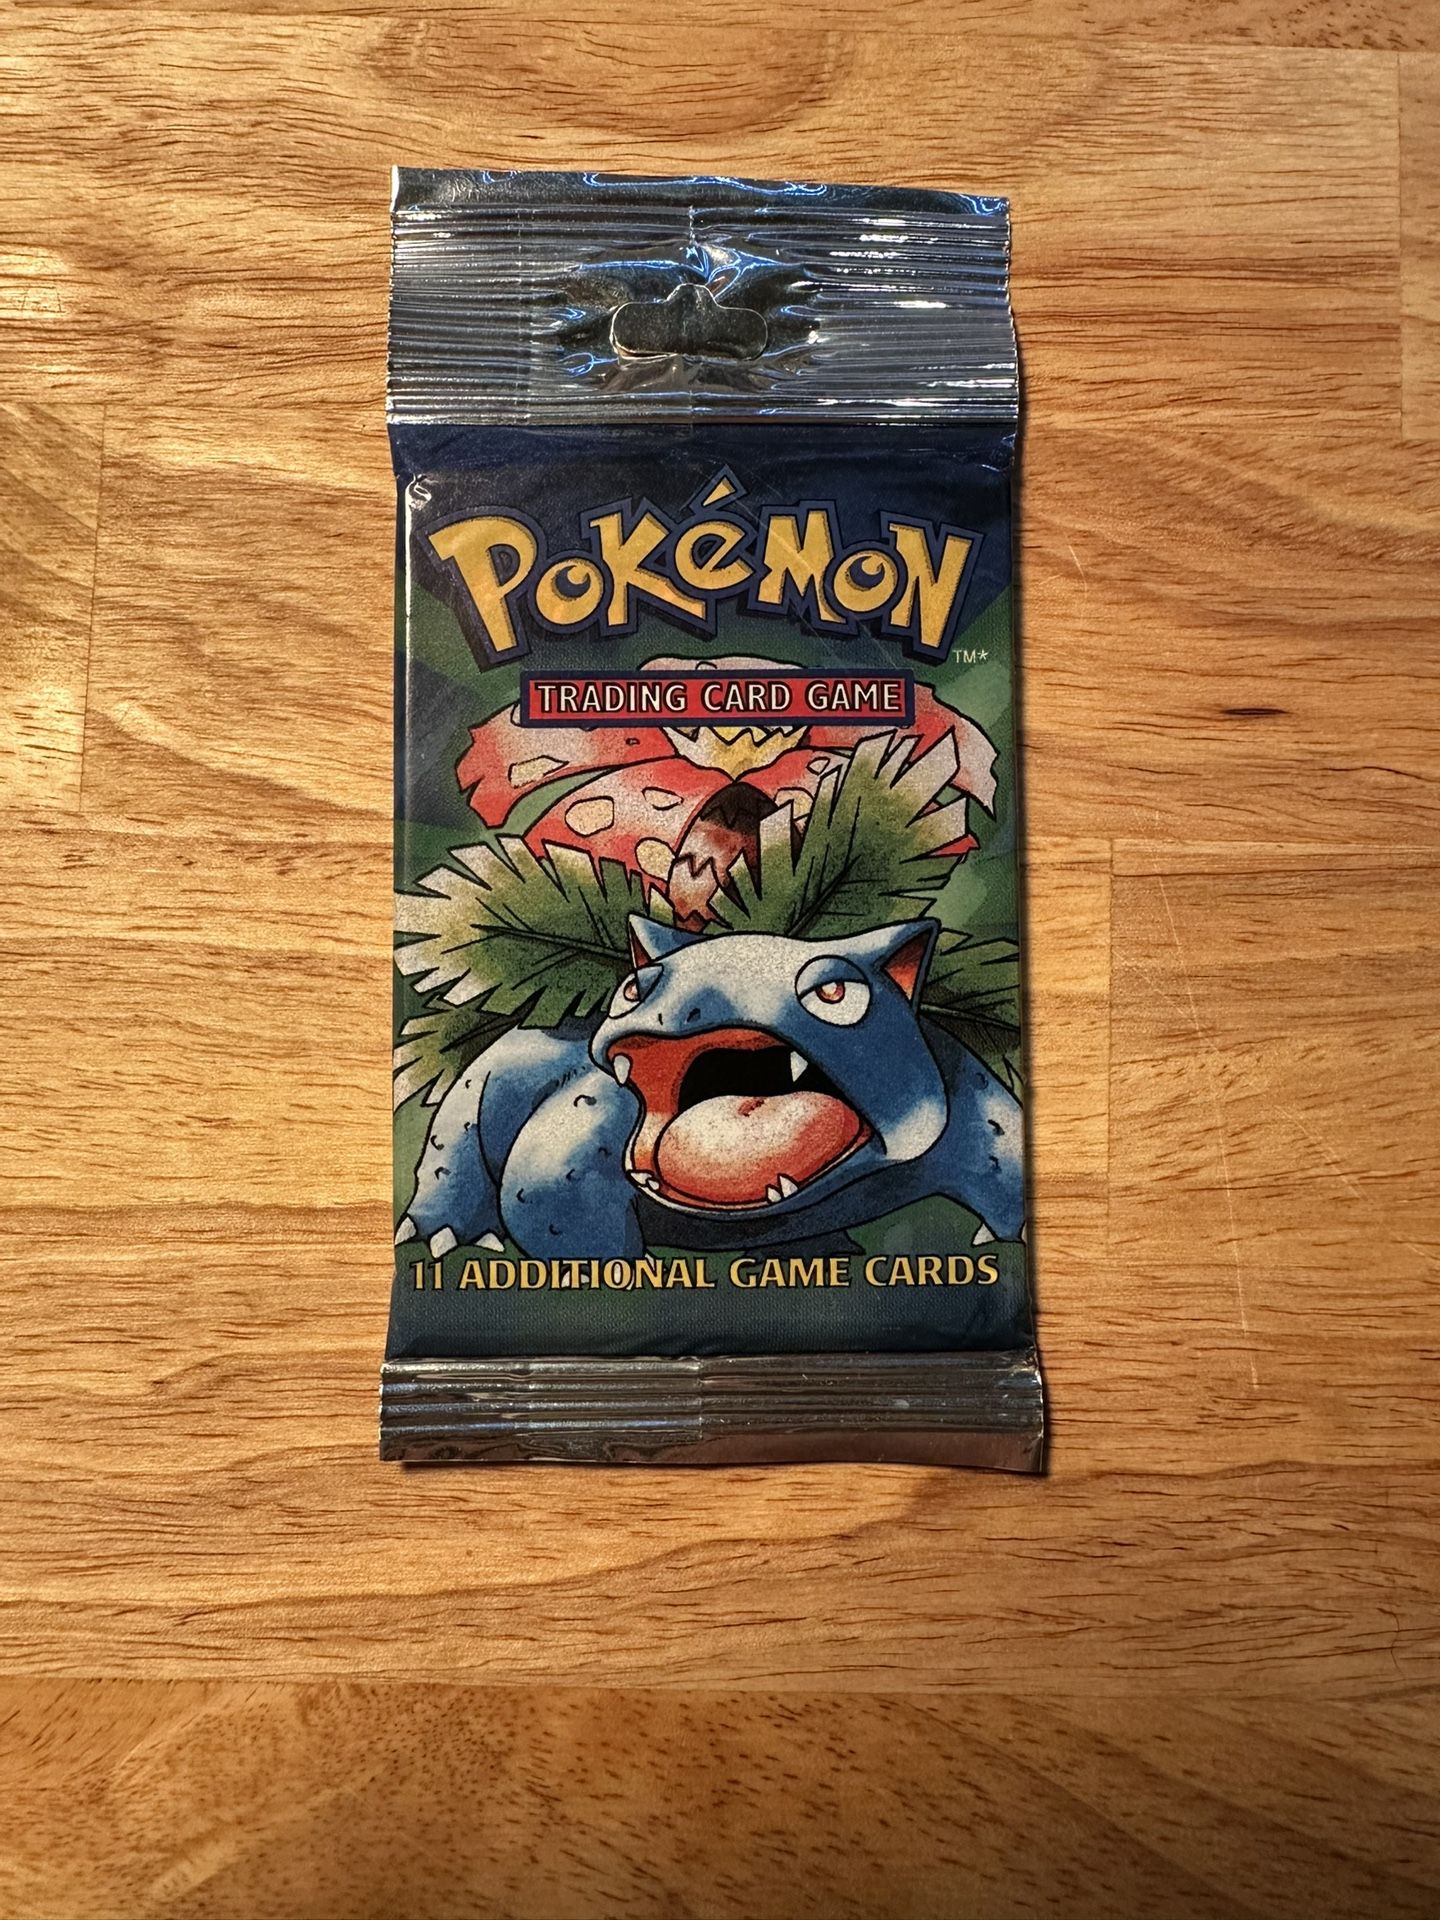 POKéMON
TM*
TRADING CARD GAME
11 ADDITIONAL GAME CARDS